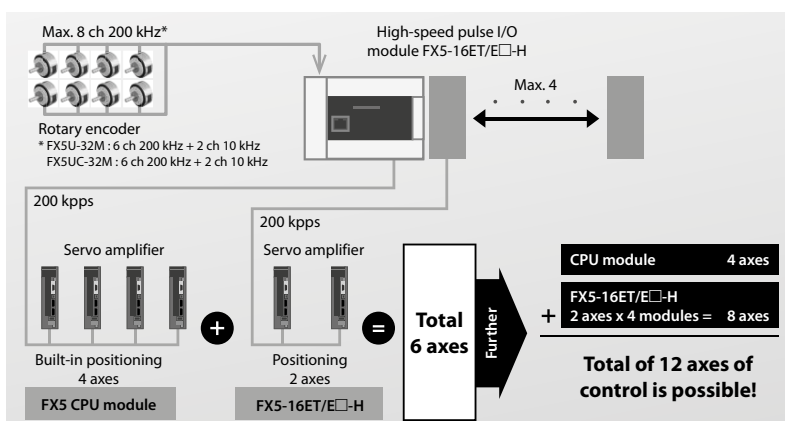 Max. 8 ch 200 kHz*
High-speed pulse I/O
module FX5-16ET/E□-H
Max. 4
Rotary encoder
* FX5U-32M : 6 ch 200 kHz + 2 ch 10 kHz
FX5UC-32M : 6 ch 200 kHz + 2 ch 10 kHz
200 kpps
200 kpps
Servo amplifier
Servo amplifier
+
=
Built-in positioning
4 axes
FX5 CPU module
Positioning
2 axes
FX5-16ET/E□-H
Total
6 axes
Further
CPU module 4 axes
+
FX5-16ET/E□-H
2 axes x 4 modules = 8 axes
Total of 12 axes of
control is possible!